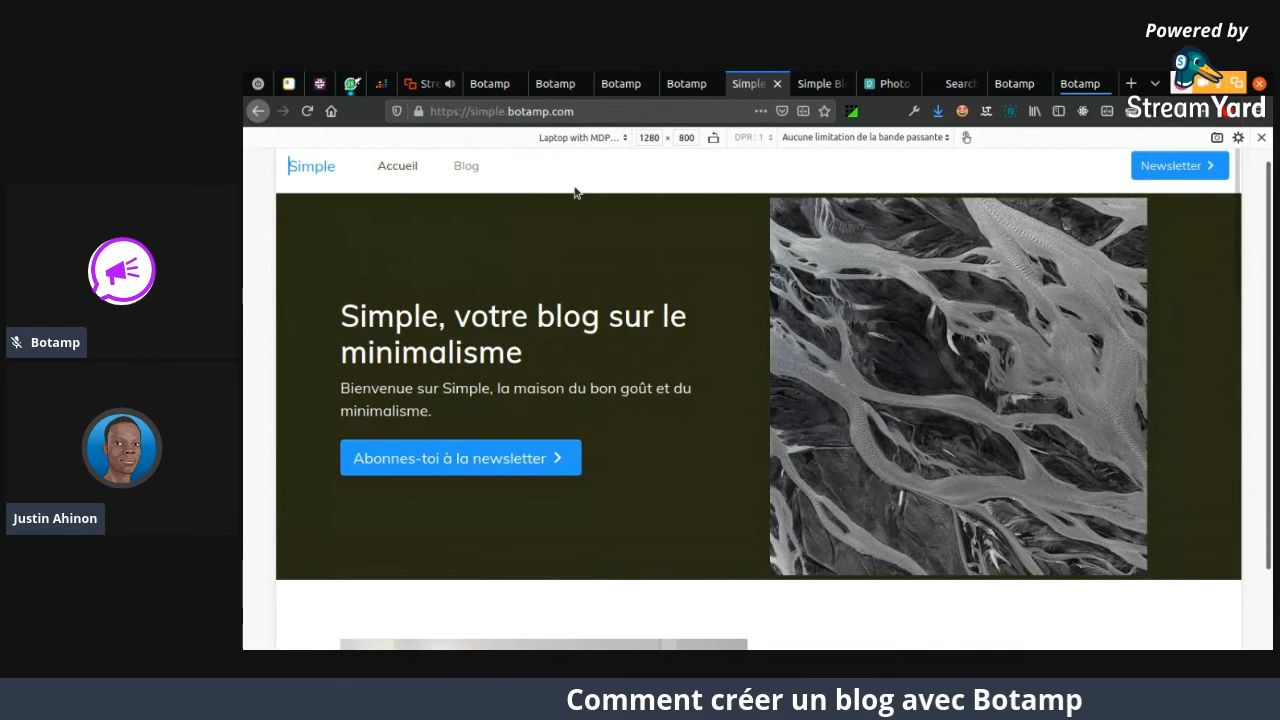 Powered by
StreamYard
Stre
Botamp
Botamp
Botamp
Botamp
Simple
Simple Bl
Photo
Search
Botamp
Botamp
https://simple.botamp.com
Laptop with MDP...
1280 × 800
DPR : 1
Aucune limitation de la bande passante
Simple
Accueil
Blog
Newsletter
Simple, votre blog sur le
minimalisme
Bienvenue sur Simple, la maison du bon goût et du
minimalisme.
Abonnes-toi à la newsletter
Botamp
Justin Ahinon
Comment créer un blog avec Botamp